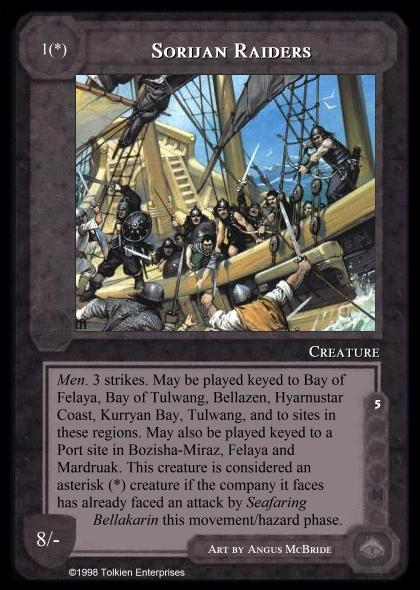 1(*)
SORIJAN RAIDERS
CREATURE
Men. 3 strikes. May be played keyed to Bay of
Felaya, Bay of Tulwang, Bellazen, Hyarnustar
Coast, Kurryan Bay, Tulwang, and to sites in
these regions. May also be played keyed to a
Port site in Bozisha-Miraz, Felaya and
Mardruak. This creature is considered an
asterisk (*) creature if the company it faces
has already faced an attack by Seafaring
Bellakarin this movement/hazard phase.
5
8/-
ART BY ANGUS MCBRIDE
©1998 Tolkien Enterprises